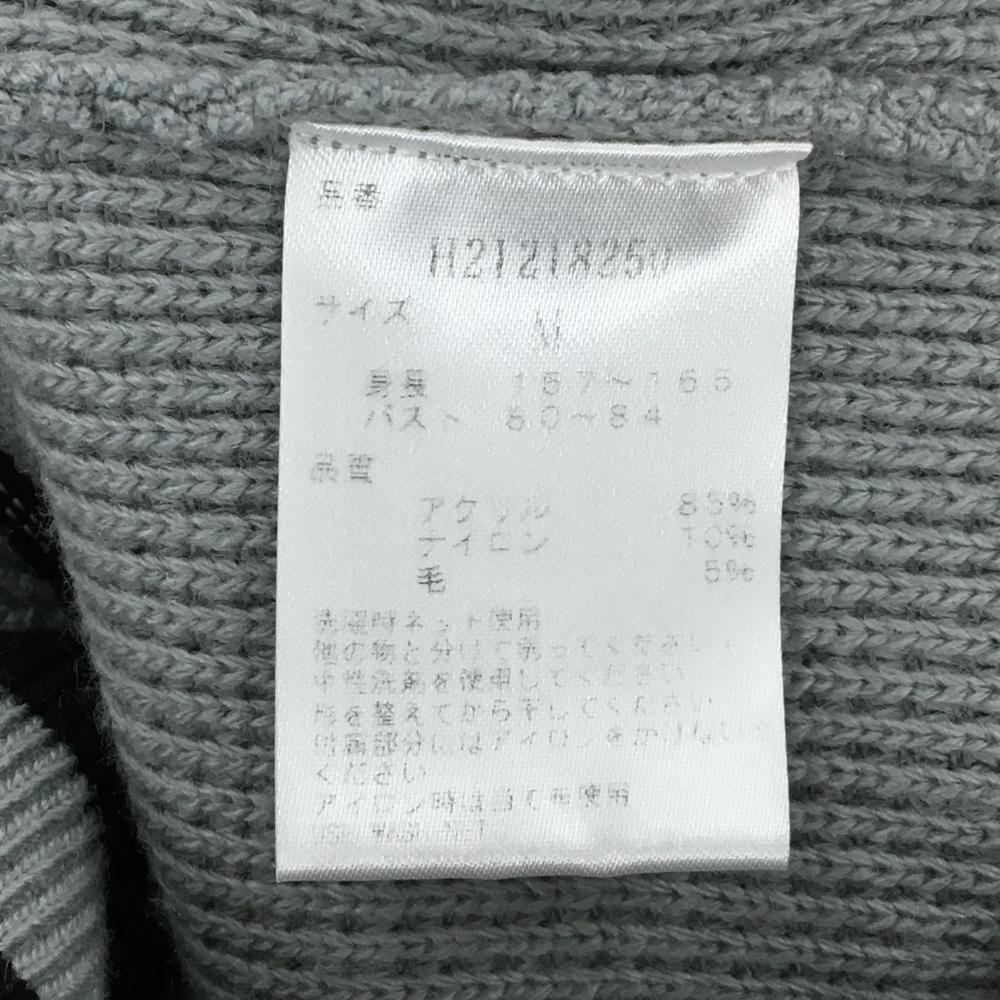 品番
H2I21825W
サイズ
M
身長 157～165
バスト 80～84
品質
アクリル 85%
ナイロン 10%
毛 5%
洗濯時ネット使用
他の物と分けて洗ってください
中性洗剤を使用してください
形を整えてから干してください
付属部分にはアイロンをかけないで
ください
アイロン時は当て布使用
USE WASH NET